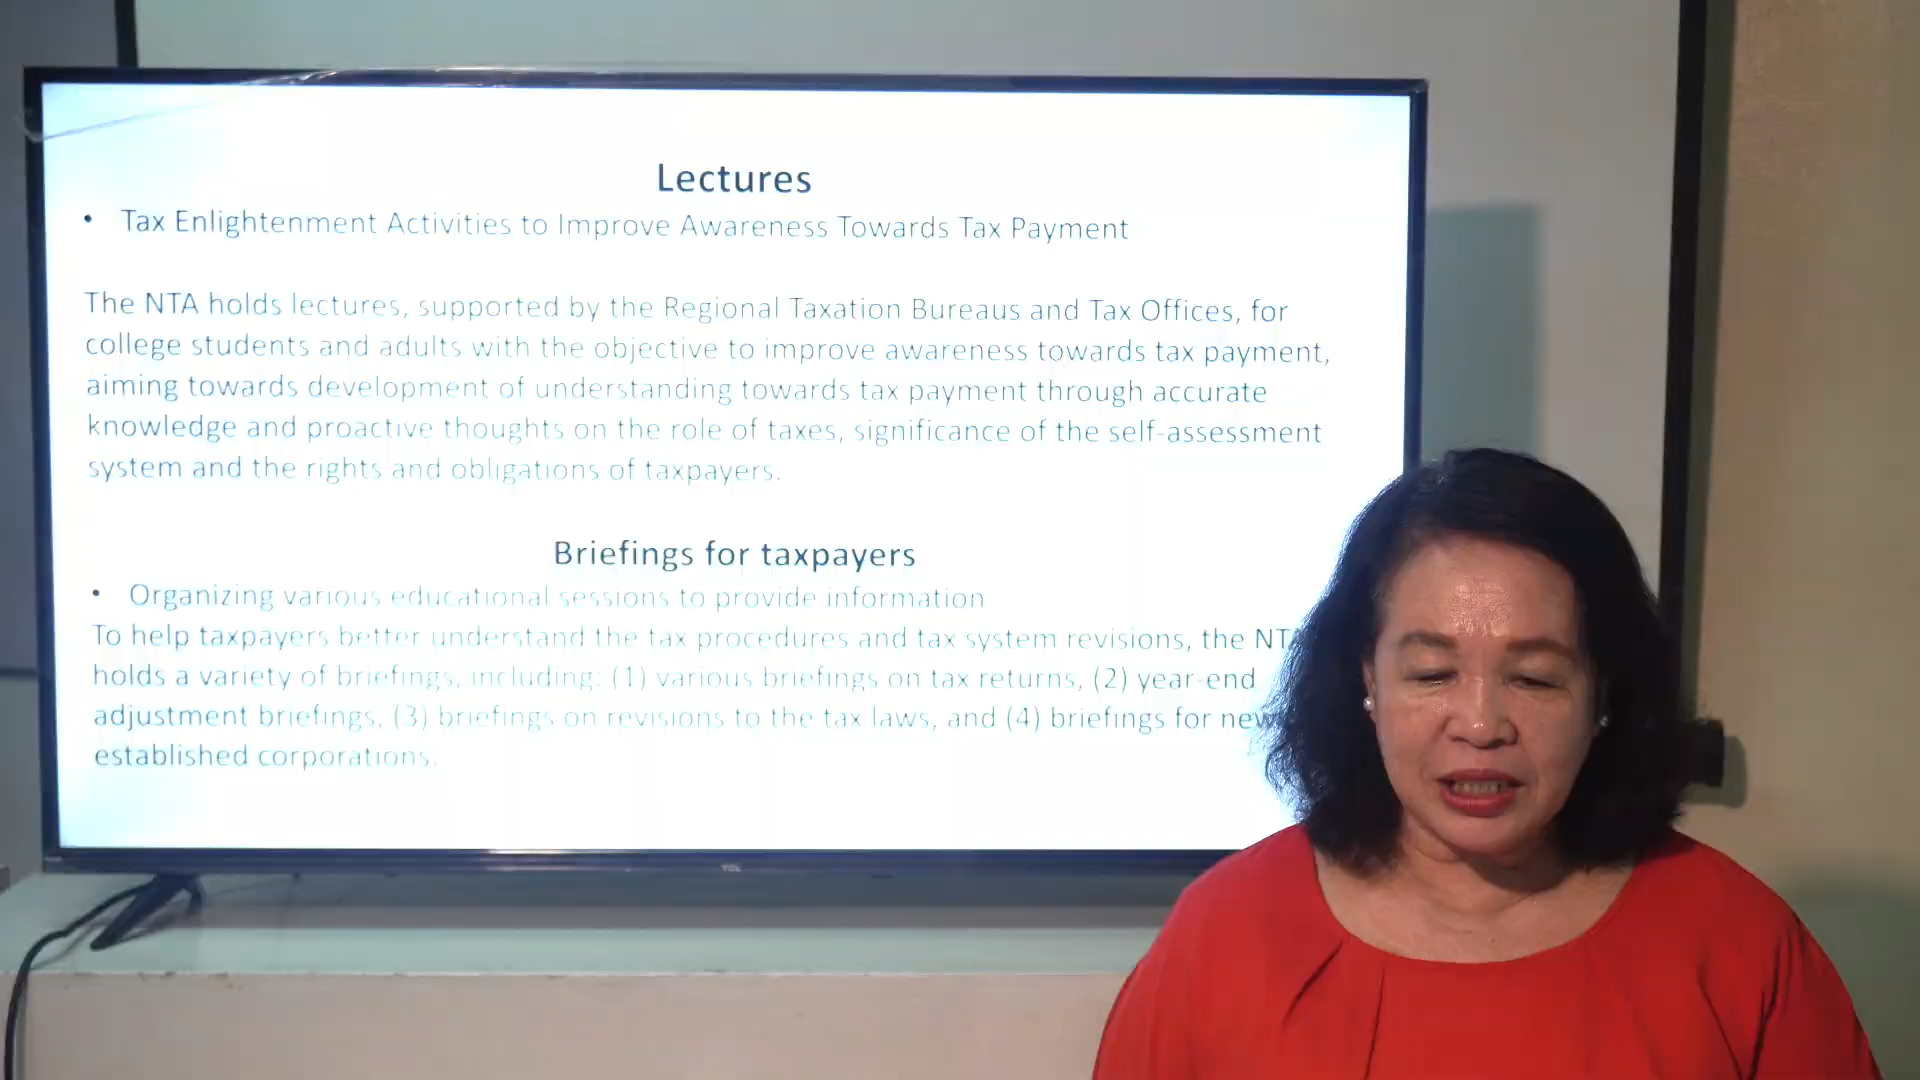 Lectures
• Tax Enlightenment Activities to Improve Awareness Towards Tax Payment
The NTA holds lectures, supported by the Regional Taxation Bureaus and Tax Offices, for
college students and adults with the objective to improve awareness towards tax payment,
aiming towards development of understanding towards tax payment through accurate
knowledge and proactive thoughts on the role of taxes, significance of the self-assessment
system and the rights and obligations of taxpayers.
Briefings for taxpayers
• Organizing various educational sessions to provide information
To help taxpayers better understand the tax procedures and tax system revisions, the NTA
holds a variety of briefings, including: (1) various briefings on tax returns, (2) year-end
adjustment briefings, (3) briefings on revisions to the tax laws, and (4) briefings for
established corporations.
TCL